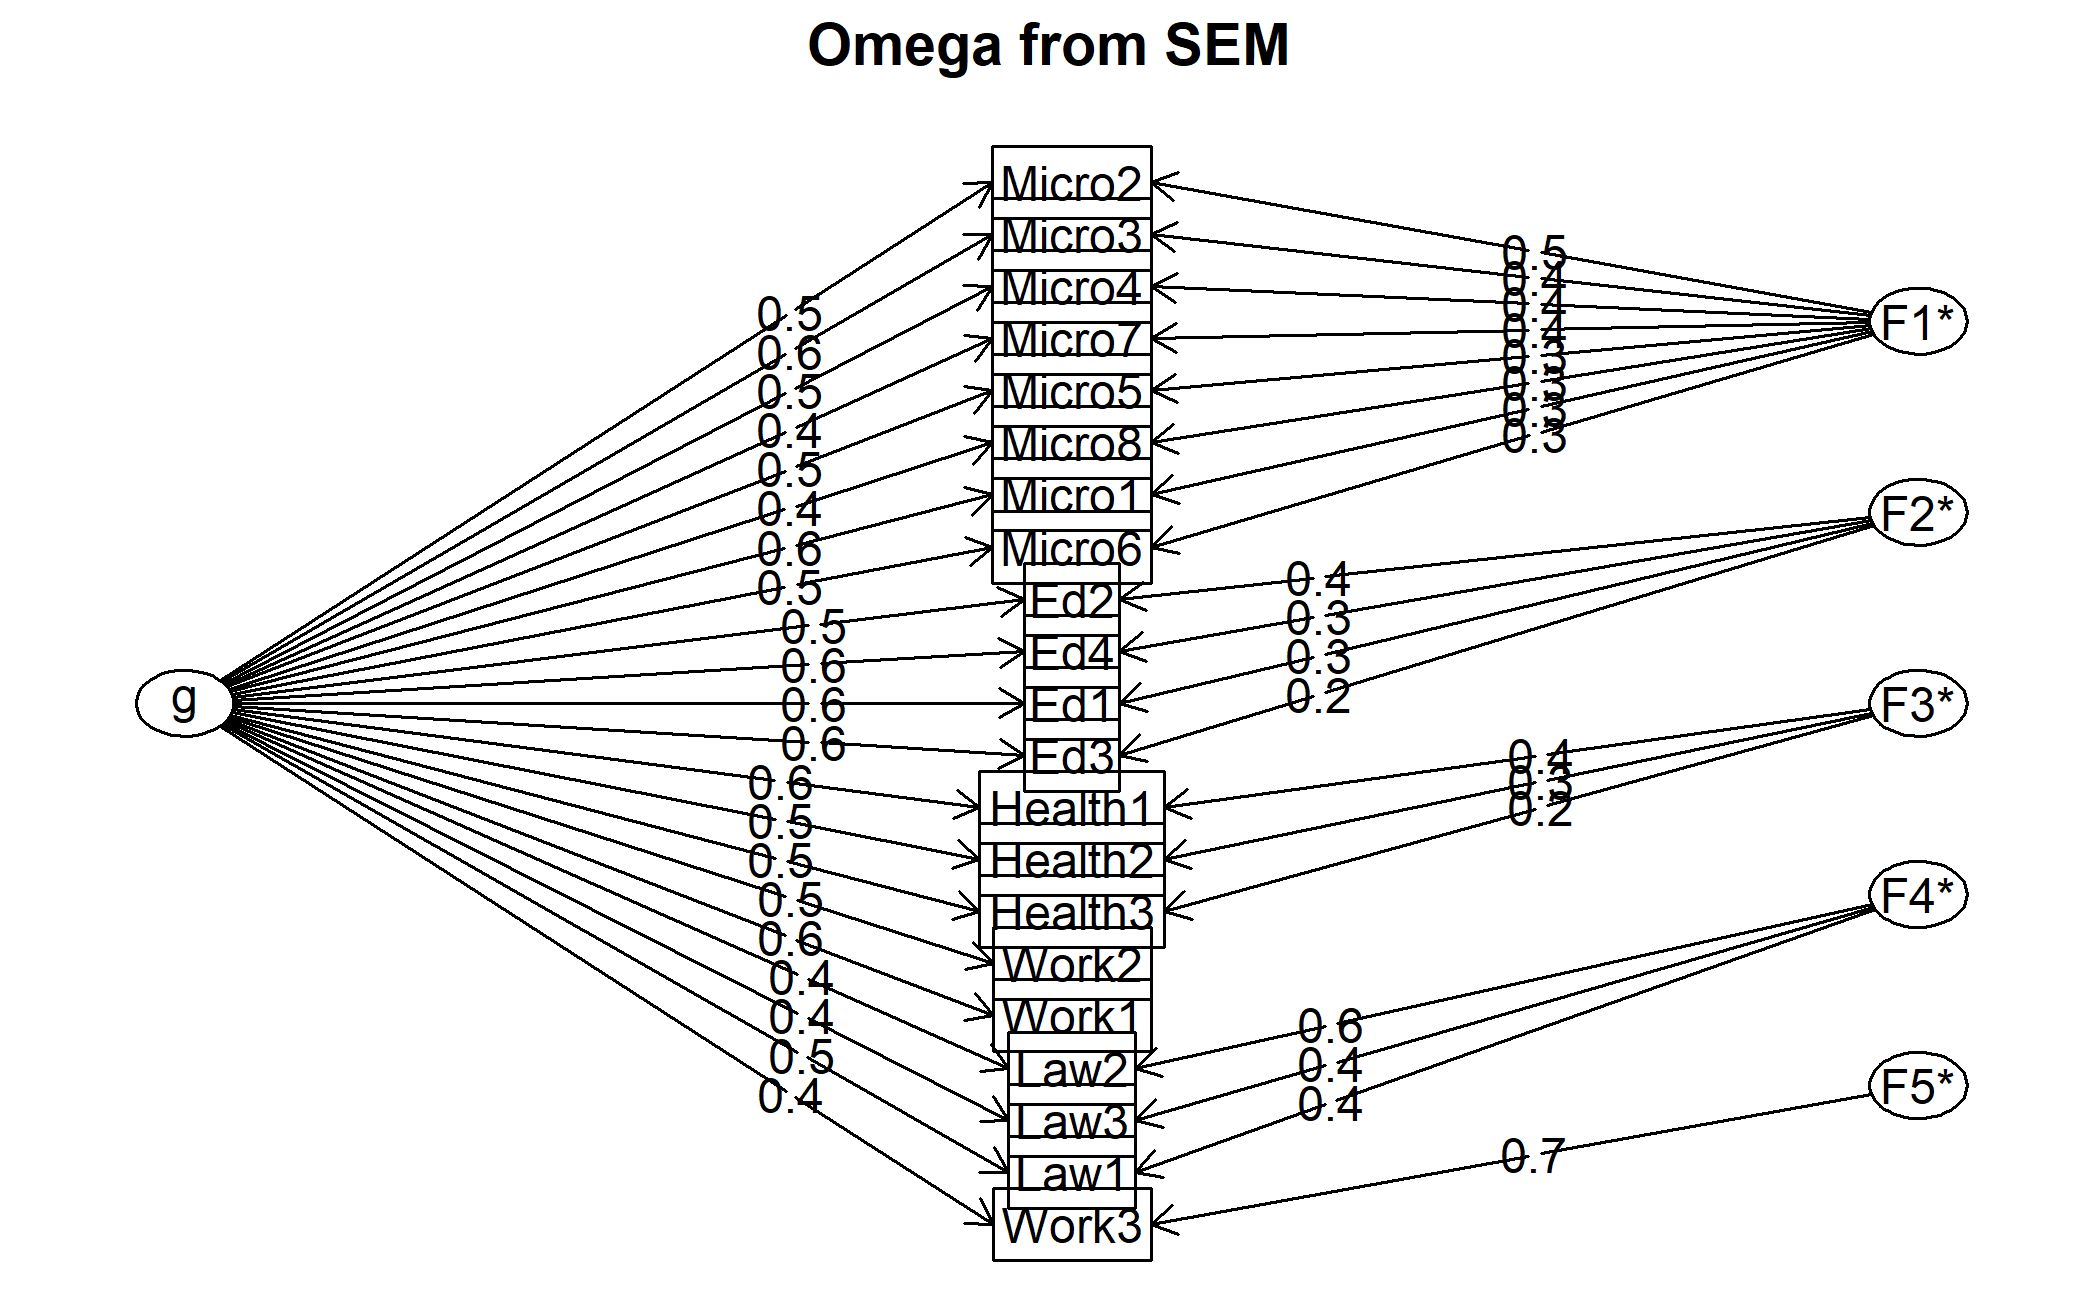 Omega from SEM
Micro2
Micro3
Micro4
Micro7
Micro5
Micro8
Micro1
Micro6
Ed2
Ed4
Ed1
Ed3
Health1
Health2
Health3
Work2
Work1
Law2
Law3
Law1
Work3
g
0.5
0.6
0.5
0.4
0.5
0.4
0.6
0.5
0.5
0.6
0.6
0.6
0.6
0.5
0.5
0.5
0.6
0.4
0.4
0.5
0.4
F1*
0.5
0.4
0.4
0.4
0.3
0.3
0.3
0.3
F2*
0.4
0.3
0.3
0.2
F3*
0.4
0.3
0.2
F4*
0.6
0.4
0.4
F5*
0.7